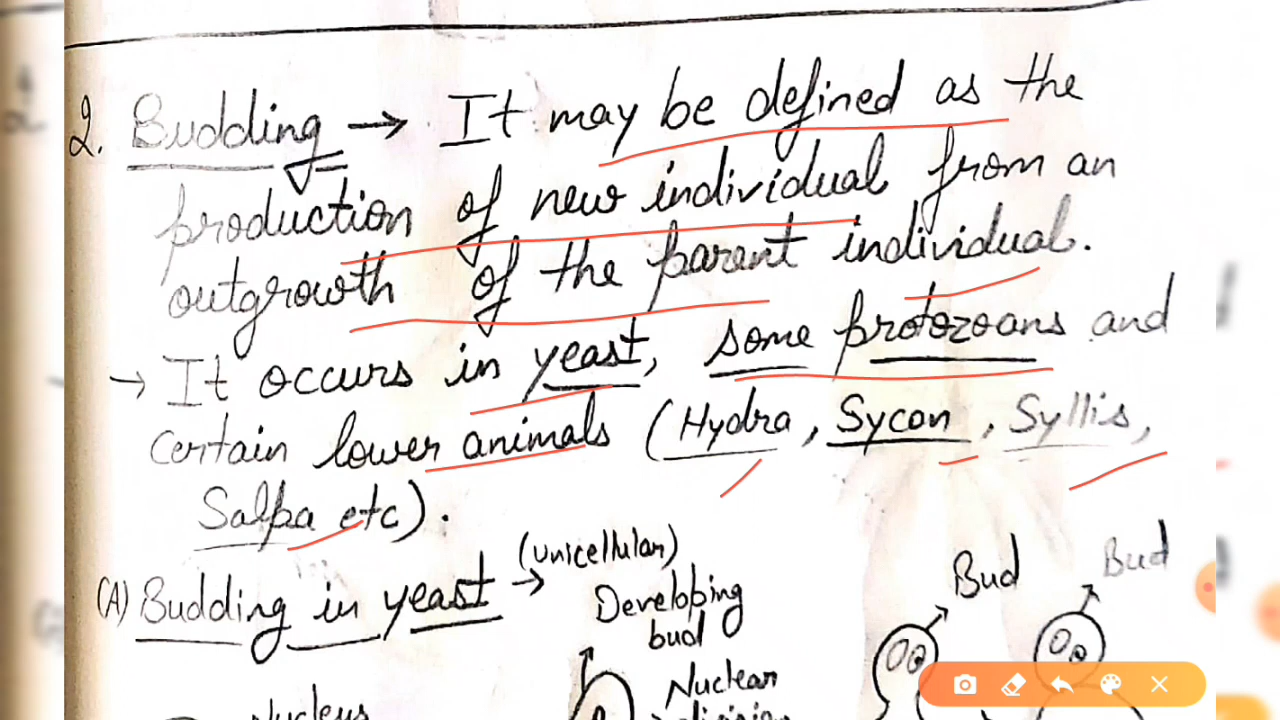 2. Budding → It may be defined as the
production of new individual from an
outgrowth of the parent individual.
→ It occurs in yeast, some protozoans and
certain lower animals (Hydra, Sycon, Syllis,
Salpa etc).
(A) Budding in yeast → (unicellular)
Developing
bud
Bud
Bud
Nuclear
division
Nucleus